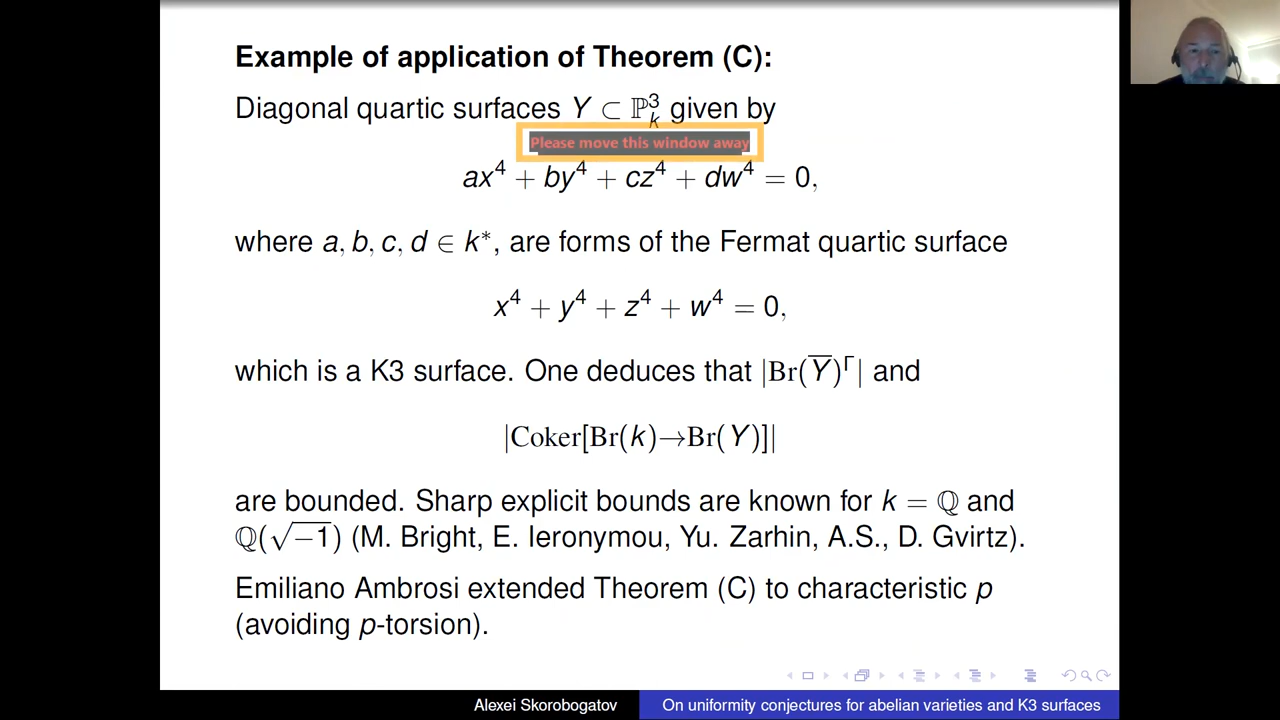 Example of application of Theorem (C):
Diagonal quartic surfaces Y ⊂ ℙ³ₖ given by
Please move this window away
ax⁴ + by⁴ + cz⁴ + dw⁴ = 0,
where a, b, c, d ∈ k*, are forms of the Fermat quartic surface
x⁴ + y⁴ + z⁴ + w⁴ = 0,
which is a K3 surface. One deduces that |Br(Y̅)^Γ| and
|Coker[Br(k)→Br(Y)]|
are bounded. Sharp explicit bounds are known for k = ℚ and
ℚ(√−1) (M. Bright, E. Ieronymou, Yu. Zarhin, A.S., D. Gvirtz).
Emiliano Ambrosi extended Theorem (C) to characteristic p
(avoiding p-torsion).
Alexei Skorobogatov
On uniformity conjectures for abelian varieties and K3 surfaces